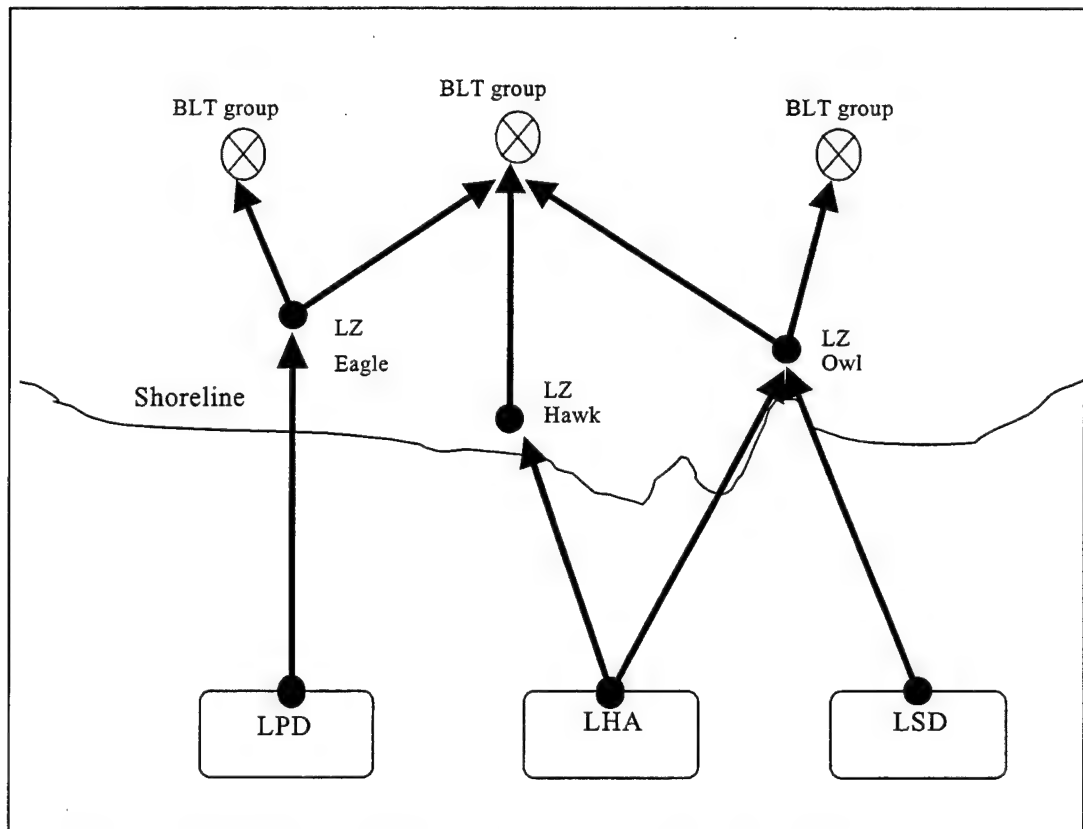 BLT group
BLT group
BLT group
LZ
Eagle
LZ
Owl
Shoreline
LZ
Hawk
LPD
LHA
LSD